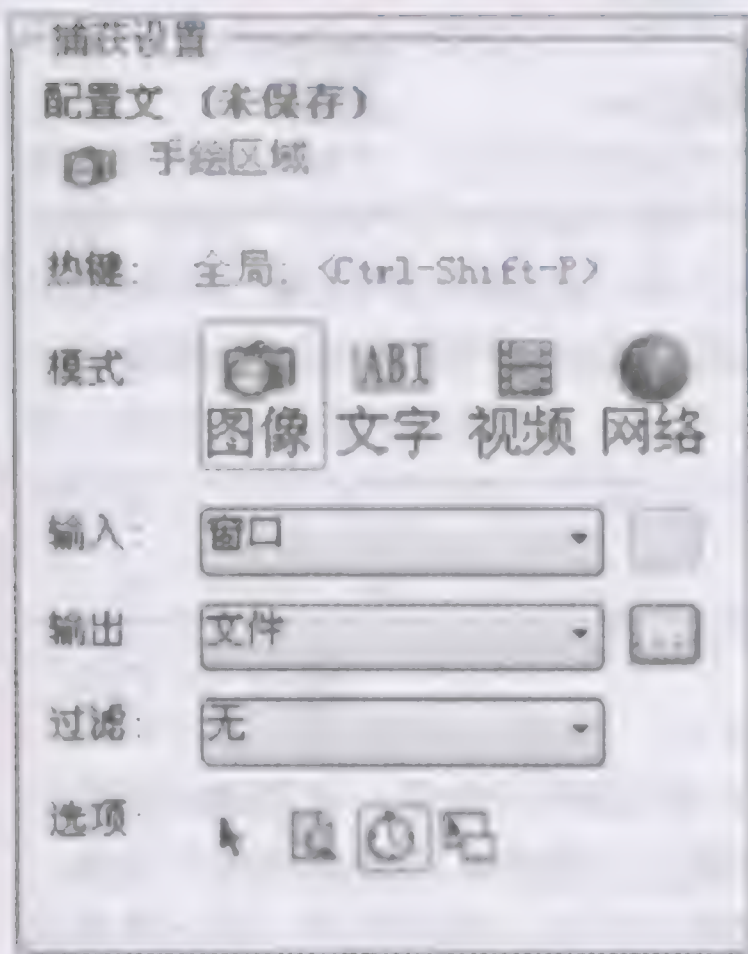 捕获设置
配置文 (未保存)
手绘区域
热键: 全局: <Ctrl-Shift-P>
模式 图像 ABI 文字 视频 网络
输入: 窗口
输出 文件 ...
过滤: 无
选项